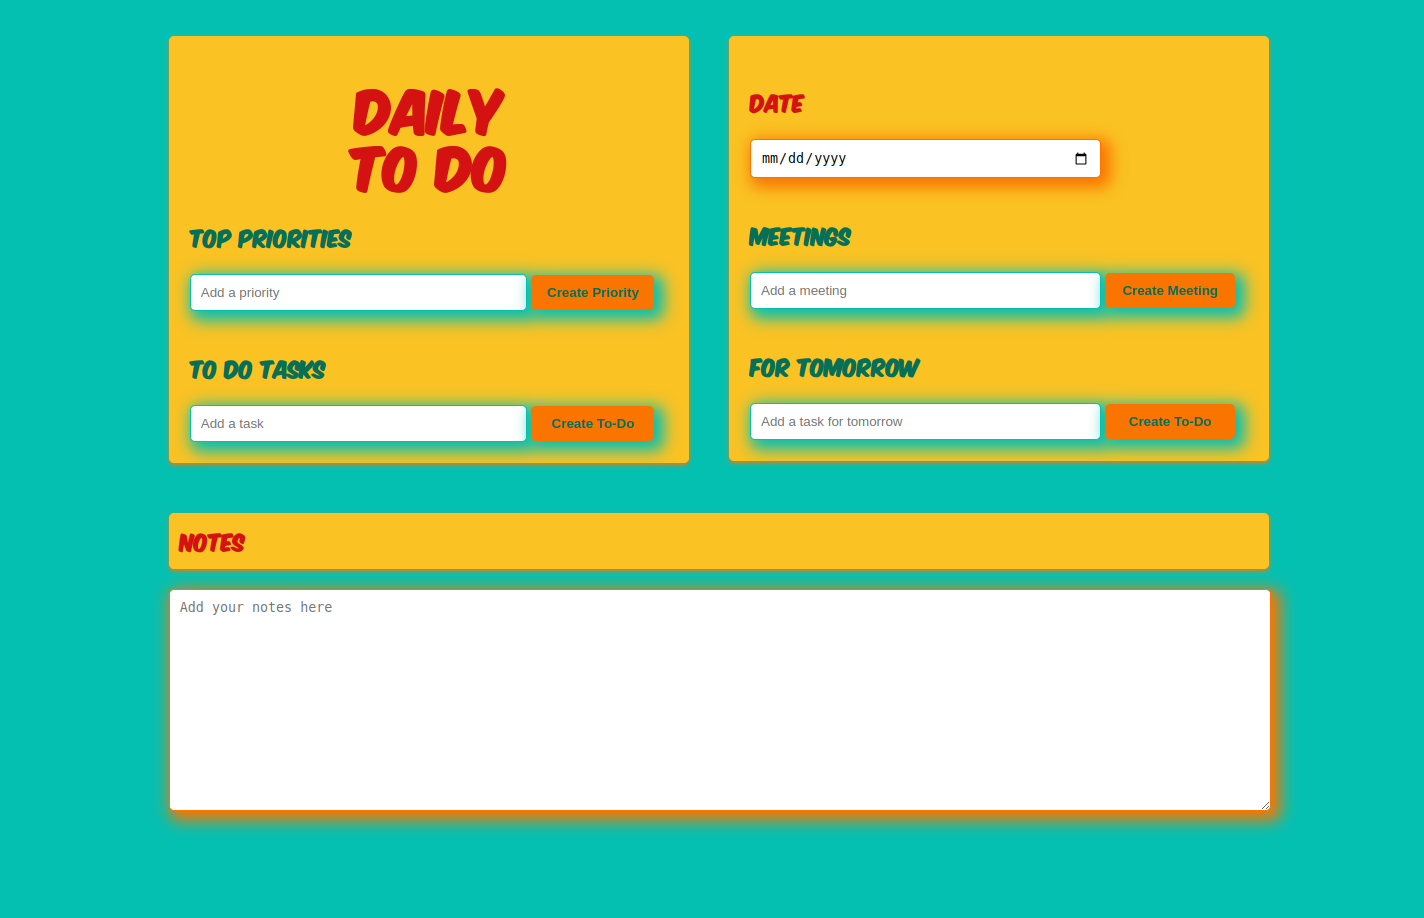 DAILY
TO DO
TOP PRIORITIES
Add a priority
Create Priority
TO DO TASKS
Add a task
Create To-Do
DATE
mm/dd/yyyy
MEETINGS
Add a meeting
Create Meeting
FOR TOMORROW
Add a task for tomorrow
Create To-Do
NOTES
Add your notes here